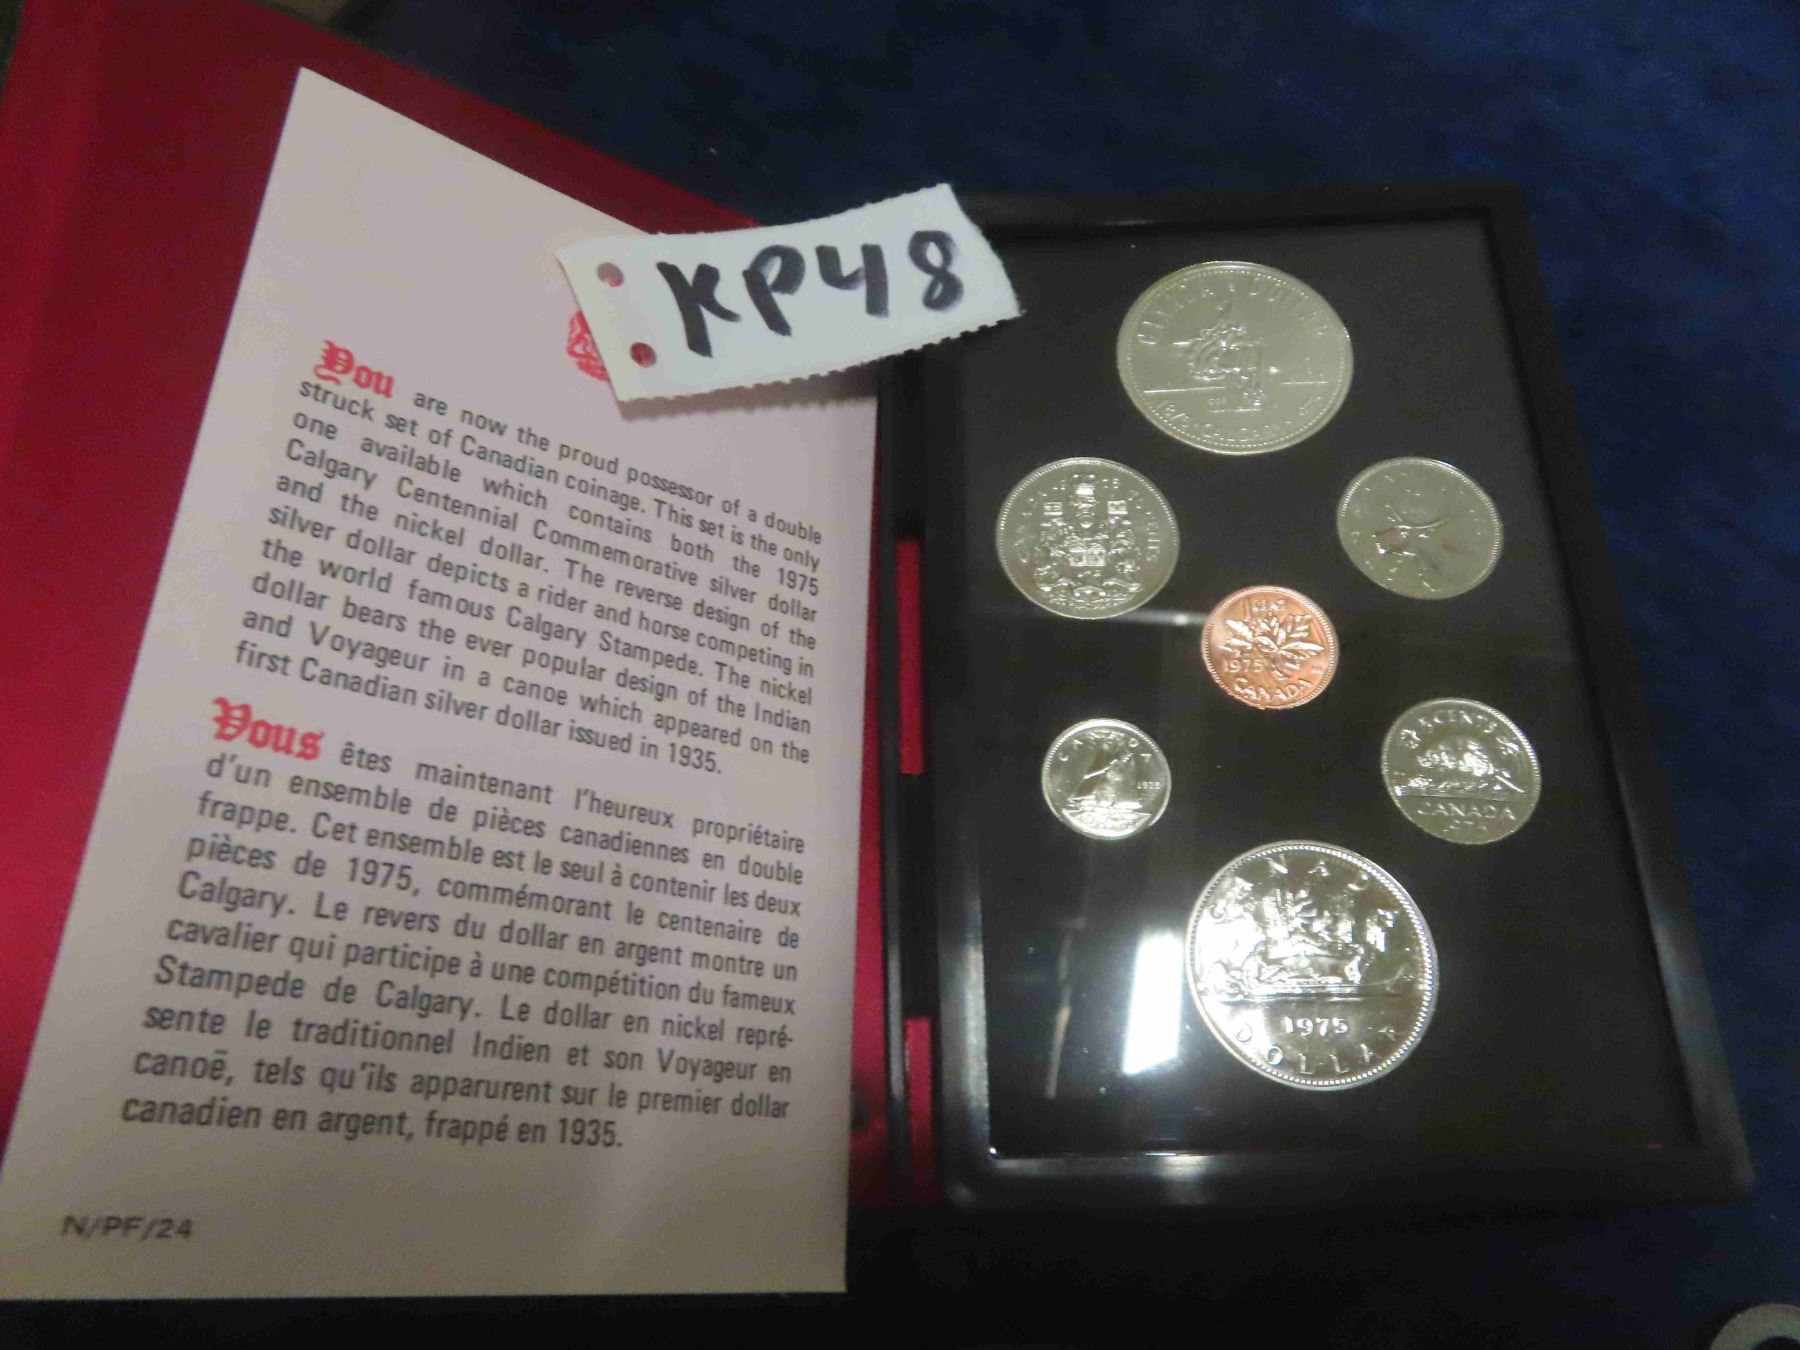 KP48
You are now the proud possessor of a double
struck set of Canadian coinage. This set is the only
one available which contains both the 1975
Calgary Centennial Commemorative silver dollar
and the nickel dollar. The reverse design of the
silver dollar depicts a rider and horse competing in
the world famous Calgary Stampede. The nickel
dollar bears the ever popular design of the Indian
and Voyageur in a canoe which appeared on the
first Canadian silver dollar issued in 1935.
Vous êtes maintenant l'heureux propriétaire
d'un ensemble de pièces canadiennes en double
frappe. Cet ensemble est le seul à contenir les deux
pièces de 1975, commémorant le centenaire de
Calgary. Le revers du dollar en argent montre un
cavalier qui participe à une compétition du fameux
Stampede de Calgary. Le dollar en nickel repré-
sente le traditionnel Indien et son Voyageur en
canoë, tels qu'ils apparurent sur le premier dollar
canadien en argent, frappé en 1935.
N/PF/24
CANADA DOLLAR
CANADA
1975
CANADA
CANADA
1975
5 CENTS
CANADA
CANADA
1975
DOLLAR